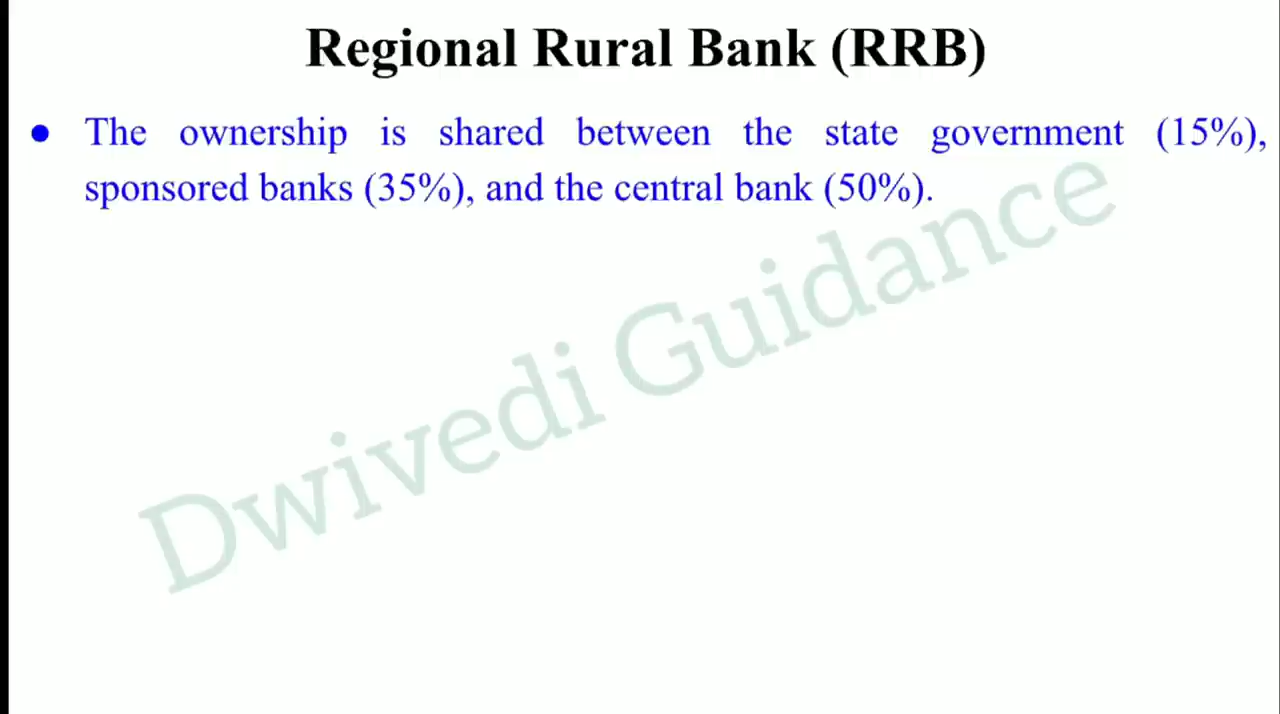 Regional Rural Bank (RRB)
● The ownership is shared between the state government (15%),
sponsored banks (35%), and the central bank (50%).
Dwivedi Guidance